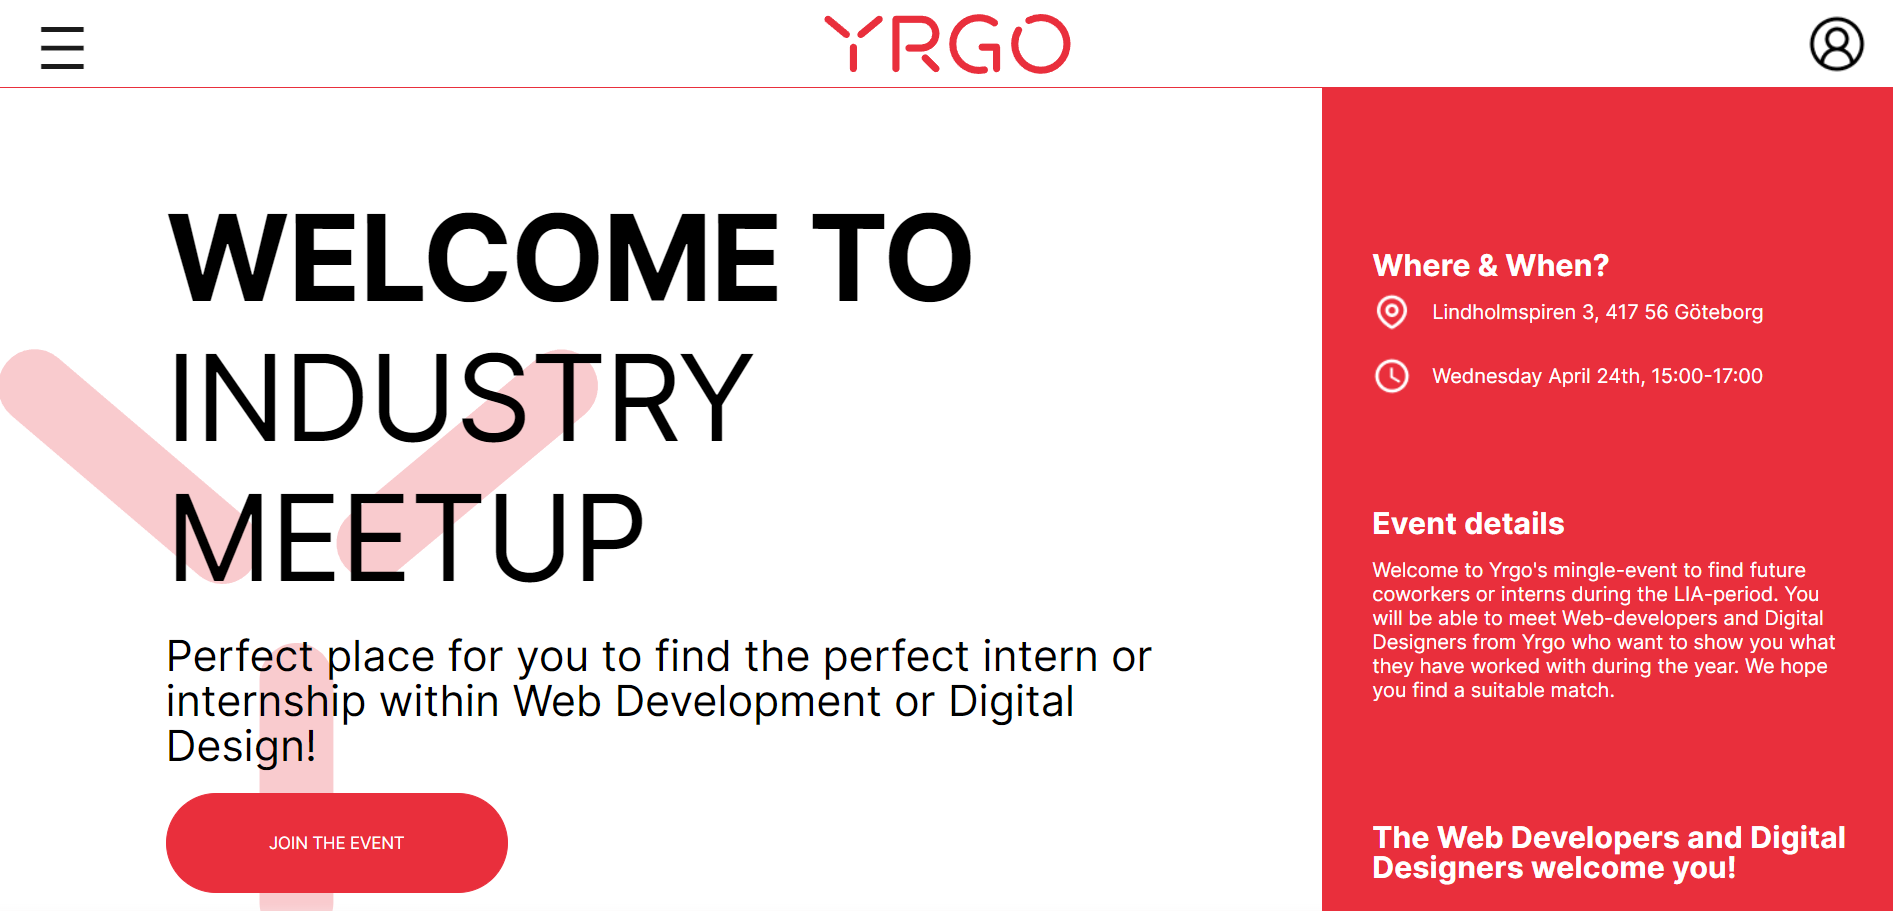 YRGO
WELCOME TO
INDUSTRY
MEETUP
Perfect place for you to find the perfect intern or
internship within Web Development or Digital
Design!
JOIN THE EVENT
Where & When?
Lindholmspiren 3, 417 56 Göteborg
Wednesday April 24th, 15:00-17:00
Event details
Welcome to Yrgo's mingle-event to find future
coworkers or interns during the LIA-period. You
will be able to meet Web-developers and Digital
Designers from Yrgo who want to show you what
they have worked with during the year. We hope
you find a suitable match.
The Web Developers and Digital
Designers welcome you!